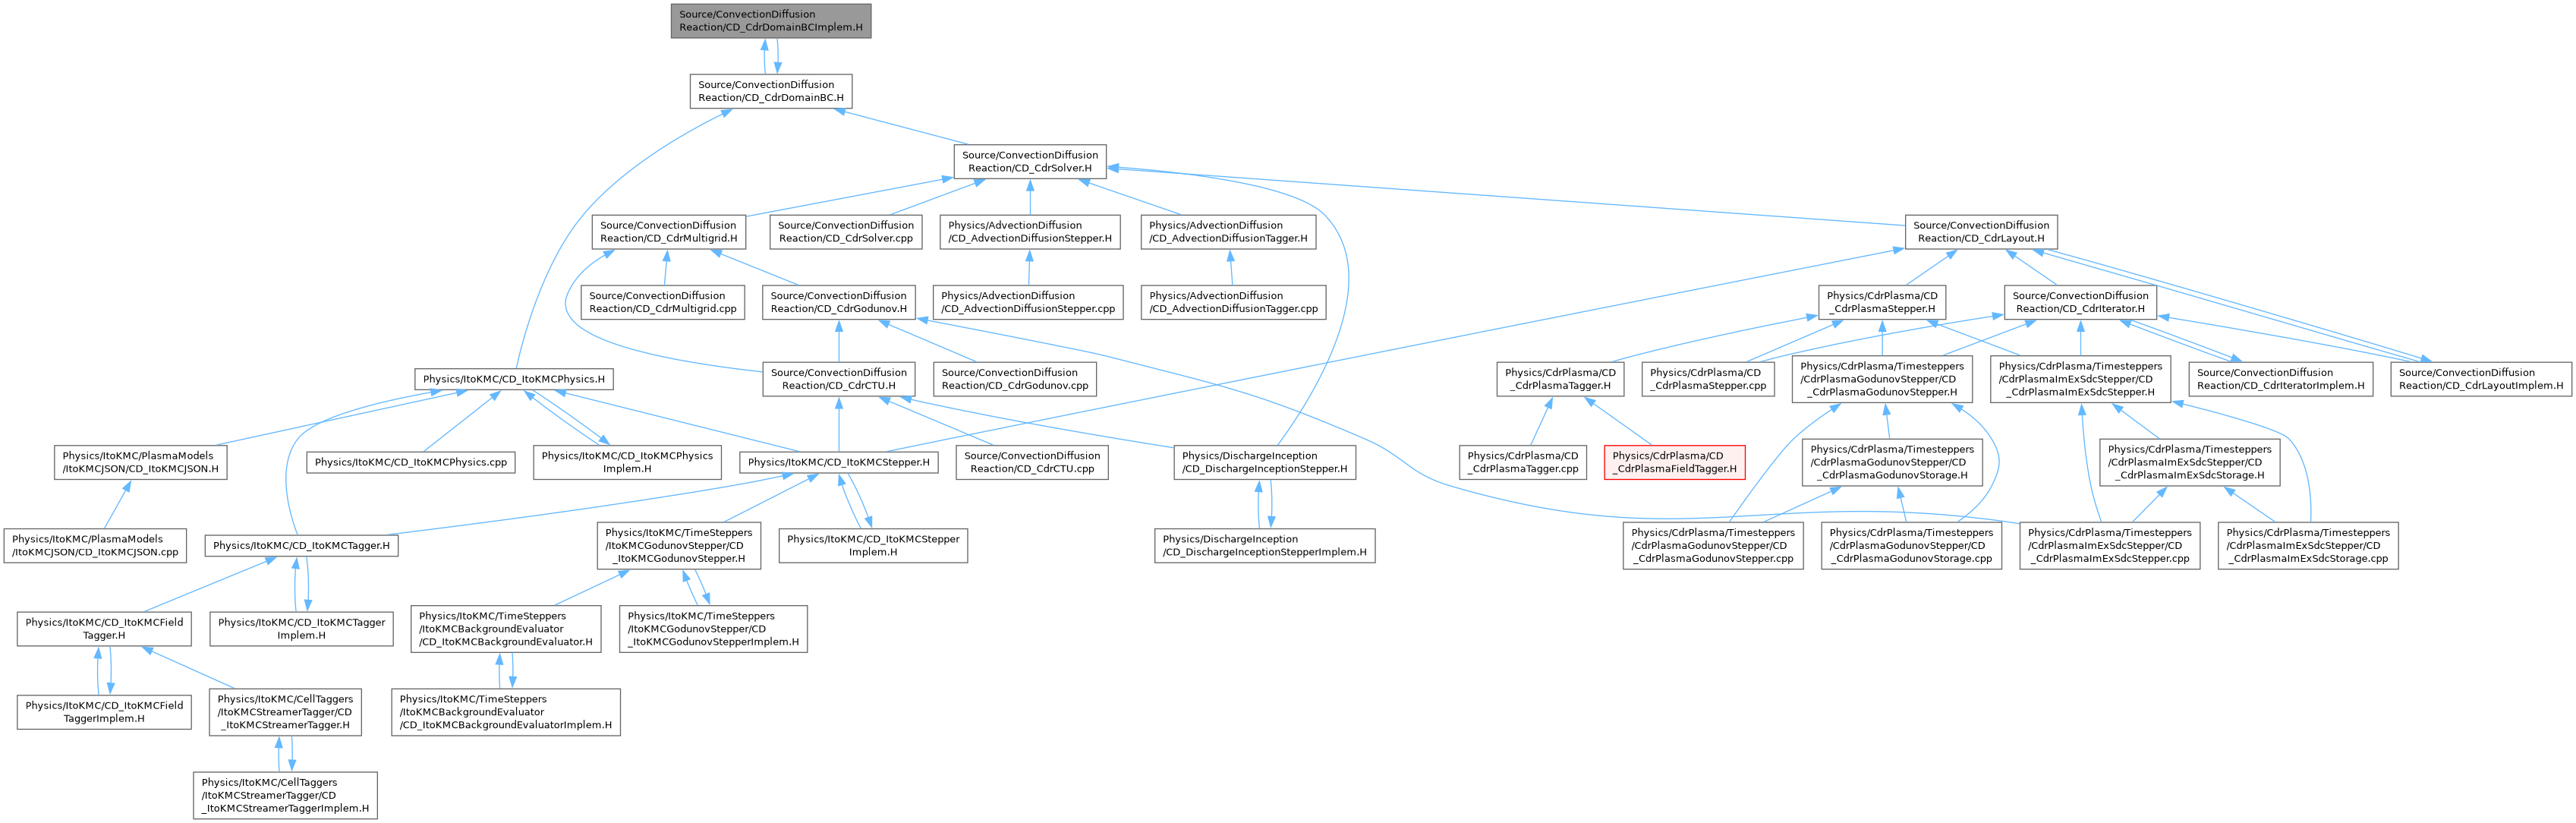 Source/ConvectionDiffusion
Reaction/CD_CdrDomainBCImplem.H
Source/ConvectionDiffusion
Reaction/CD_CdrDomainBC.H
Source/ConvectionDiffusion
Reaction/CD_CdrSolver.H
Source/ConvectionDiffusion
Reaction/CD_CdrMultigrid.H
Source/ConvectionDiffusion
Reaction/CD_CdrSolver.cpp
Physics/AdvectionDiffusion
/CD_AdvectionDiffusionStepper.H
Physics/AdvectionDiffusion
/CD_AdvectionDiffusionTagger.H
Source/ConvectionDiffusion
Reaction/CD_CdrLayout.H
Source/ConvectionDiffusion
Reaction/CD_CdrMultigrid.cpp
Source/ConvectionDiffusion
Reaction/CD_CdrGodunov.H
Physics/AdvectionDiffusion
/CD_AdvectionDiffusionStepper.cpp
Physics/AdvectionDiffusion
/CD_AdvectionDiffusionTagger.cpp
Physics/CdrPlasma/CD
_CdrPlasmaStepper.H
Source/ConvectionDiffusion
Reaction/CD_CdrIterator.H
Physics/ItoKMC/CD_ItoKMCPhysics.H
Source/ConvectionDiffusion
Reaction/CD_CdrCTU.H
Source/ConvectionDiffusion
Reaction/CD_CdrGodunov.cpp
Physics/CdrPlasma/CD
_CdrPlasmaTagger.H
Physics/CdrPlasma/CD
_CdrPlasmaStepper.cpp
Physics/CdrPlasma/Timesteppers
/CdrPlasmaGodunovStepper/CD
_CdrPlasmaGodunovStepper.H
Physics/CdrPlasma/Timesteppers
/CdrPlasmaImExSdcStepper/CD
_CdrPlasmaImExSdcStepper.H
Source/ConvectionDiffusion
Reaction/CD_CdrIteratorImplem.H
Source/ConvectionDiffusion
Reaction/CD_CdrLayoutImplem.H
Physics/ItoKMC/PlasmaModels
/ItoKMCJSON/CD_ItoKMCJSON.H
Physics/ItoKMC/CD_ItoKMCPhysics.cpp
Physics/ItoKMC/CD_ItoKMCPhysics
Implem.H
Physics/ItoKMC/CD_ItoKMCStepper.H
Source/ConvectionDiffusion
Reaction/CD_CdrCTU.cpp
Physics/DischargeInception
/CD_DischargeInceptionStepper.H
Physics/CdrPlasma/CD
_CdrPlasmaTagger.cpp
Physics/CdrPlasma/CD
_CdrPlasmaFieldTagger.H
Physics/CdrPlasma/Timesteppers
/CdrPlasmaGodunovStepper/CD
_CdrPlasmaGodunovStorage.H
Physics/CdrPlasma/Timesteppers
/CdrPlasmaImExSdcStepper/CD
_CdrPlasmaImExSdcStorage.H
Physics/ItoKMC/PlasmaModels
/ItoKMCJSON/CD_ItoKMCJSON.cpp
Physics/ItoKMC/CD_ItoKMCTagger.H
Physics/ItoKMC/TimeSteppers
/ItoKMCGodunovStepper/CD
_ItoKMCGodunovStepper.H
Physics/ItoKMC/CD_ItoKMCStepper
Implem.H
Physics/DischargeInception
/CD_DischargeInceptionStepperImplem.H
Physics/CdrPlasma/Timesteppers
/CdrPlasmaGodunovStepper/CD
_CdrPlasmaGodunovStepper.cpp
Physics/CdrPlasma/Timesteppers
/CdrPlasmaGodunovStepper/CD
_CdrPlasmaGodunovStorage.cpp
Physics/CdrPlasma/Timesteppers
/CdrPlasmaImExSdcStepper/CD
_CdrPlasmaImExSdcStepper.cpp
Physics/CdrPlasma/Timesteppers
/CdrPlasmaImExSdcStepper/CD
_CdrPlasmaImExSdcStorage.cpp
Physics/ItoKMC/CD_ItoKMCField
Tagger.H
Physics/ItoKMC/CD_ItoKMCTagger
Implem.H
Physics/ItoKMC/TimeSteppers
/ItoKMCBackgroundEvaluator
/CD_ItoKMCBackgroundEvaluator.H
Physics/ItoKMC/TimeSteppers
/ItoKMCGodunovStepper/CD
_ItoKMCGodunovStepperImplem.H
Physics/ItoKMC/CD_ItoKMCField
TaggerImplem.H
Physics/ItoKMC/CellTaggers
/ItoKMCStreamerTagger/CD
_ItoKMCStreamerTagger.H
Physics/ItoKMC/TimeSteppers
/ItoKMCBackgroundEvaluator
/CD_ItoKMCBackgroundEvaluatorImplem.H
Physics/ItoKMC/CellTaggers
/ItoKMCStreamerTagger/CD
_ItoKMCStreamerTaggerImplem.H